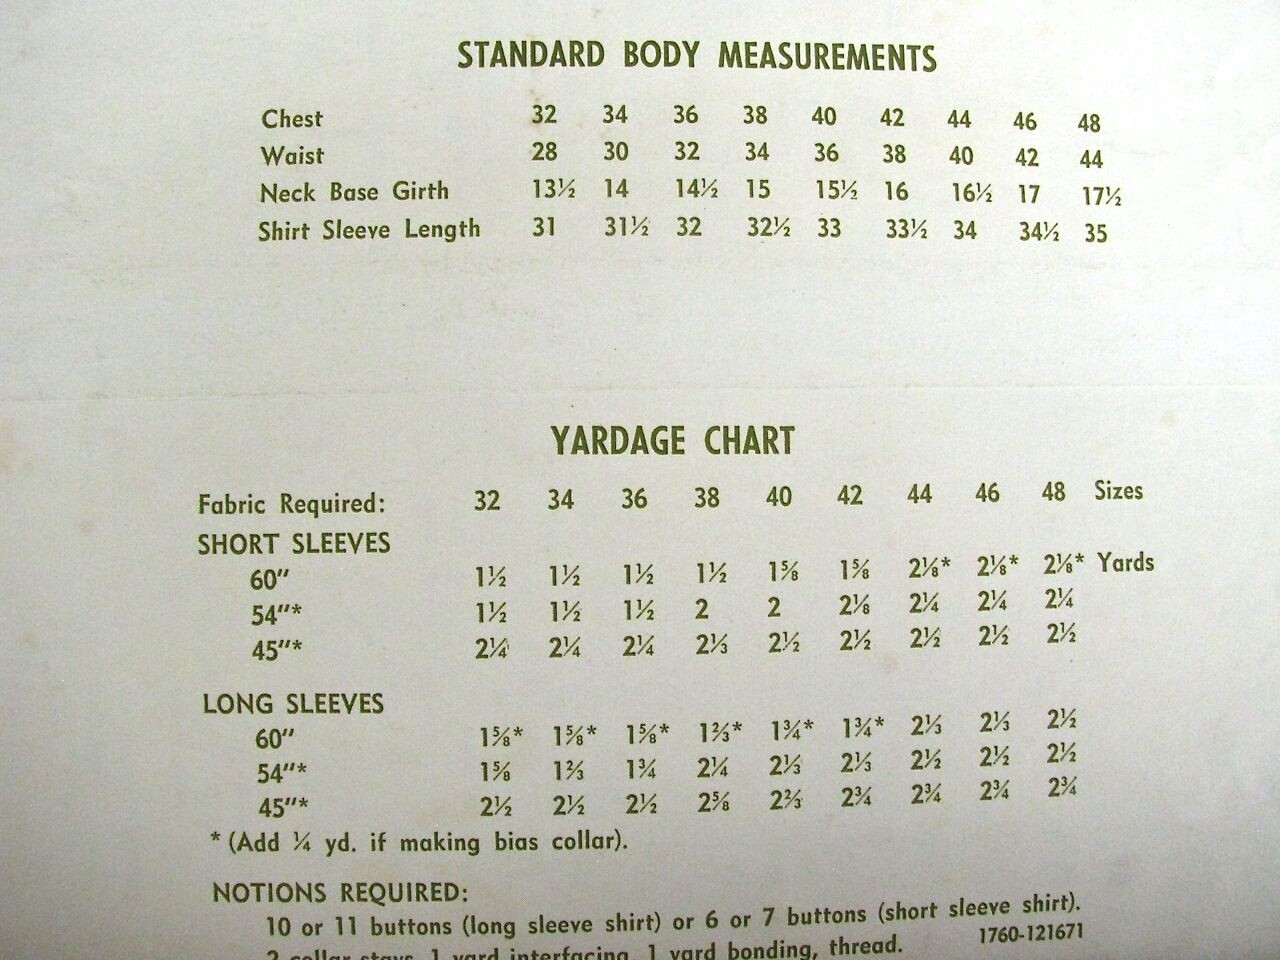 STANDARD BODY MEASUREMENTS
Chest 32 34 36 38 40 42 44 46 48
Waist 28 30 32 34 36 38 40 42 44
Neck Base Girth 13½ 14 14½ 15 15½ 16 16½ 17 17½
Shirt Sleeve Length 31 31½ 32 32½ 33 33½ 34 34½ 35
YARDAGE CHART
Fabric Required: 32 34 36 38 40 42 44 46 48 Sizes
SHORT SLEEVES
60" 1½ 1½ 1½ 1½ 1⅝ 1⅝ 2⅛* 2⅛* 2⅛* Yards
54"* 1½ 1½ 1½ 2 2 2⅛ 2¼ 2¼ 2¼
45"* 2¼ 2¼ 2¼ 2⅓ 2½ 2½ 2½ 2½ 2½
LONG SLEEVES
60" 1⅝* 1⅝* 1⅝* 1⅔* 1¾* 1¾* 2⅓ 2⅓ 2½
54"* 1⅝ 1⅔ 1¾ 2¼ 2⅓ 2⅓ 2½ 2½ 2½
45"* 2½ 2½ 2½ 2⅝ 2⅔ 2¾ 2¾ 2¾ 2¾
* (Add ¼ yd. if making bias collar).
NOTIONS REQUIRED:
10 or 11 buttons (long sleeve shirt) or 6 or 7 buttons (short sleeve shirt).
2 collar stays, 1 yard interfacing, 1 yard bonding, thread.
1760-121671